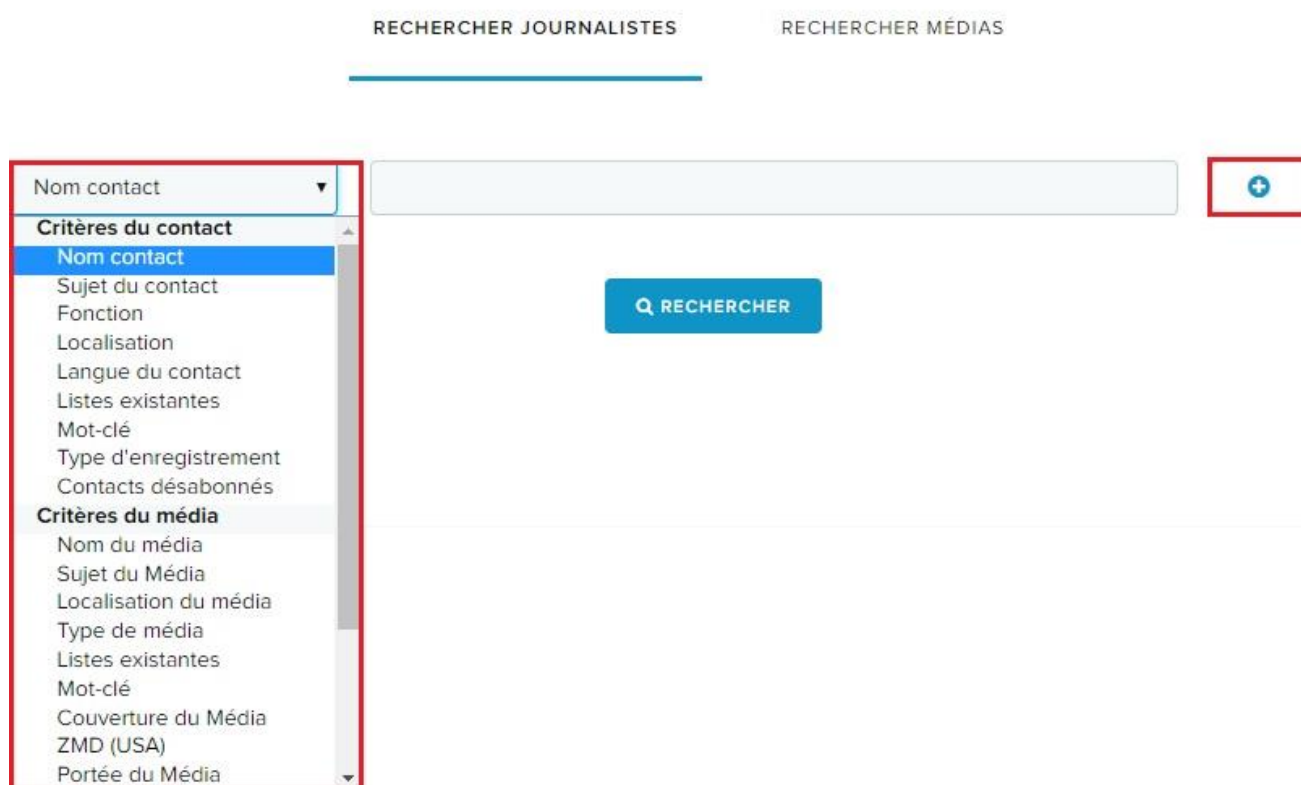 RECHERCHER JOURNALISTES RECHERCHER MÉDIAS
Nom contact
Critères du contact
Nom contact
Sujet du contact
Fonction
Localisation
Langue du contact
Listes existantes
Mot-clé
Type d'enregistrement
Contacts désabonnés
Critères du média
Nom du média
Sujet du Média
Localisation du média
Type de média
Listes existantes
Mot-clé
Couverture du Média
ZMD (USA)
Portée du Média
RECHERCHER